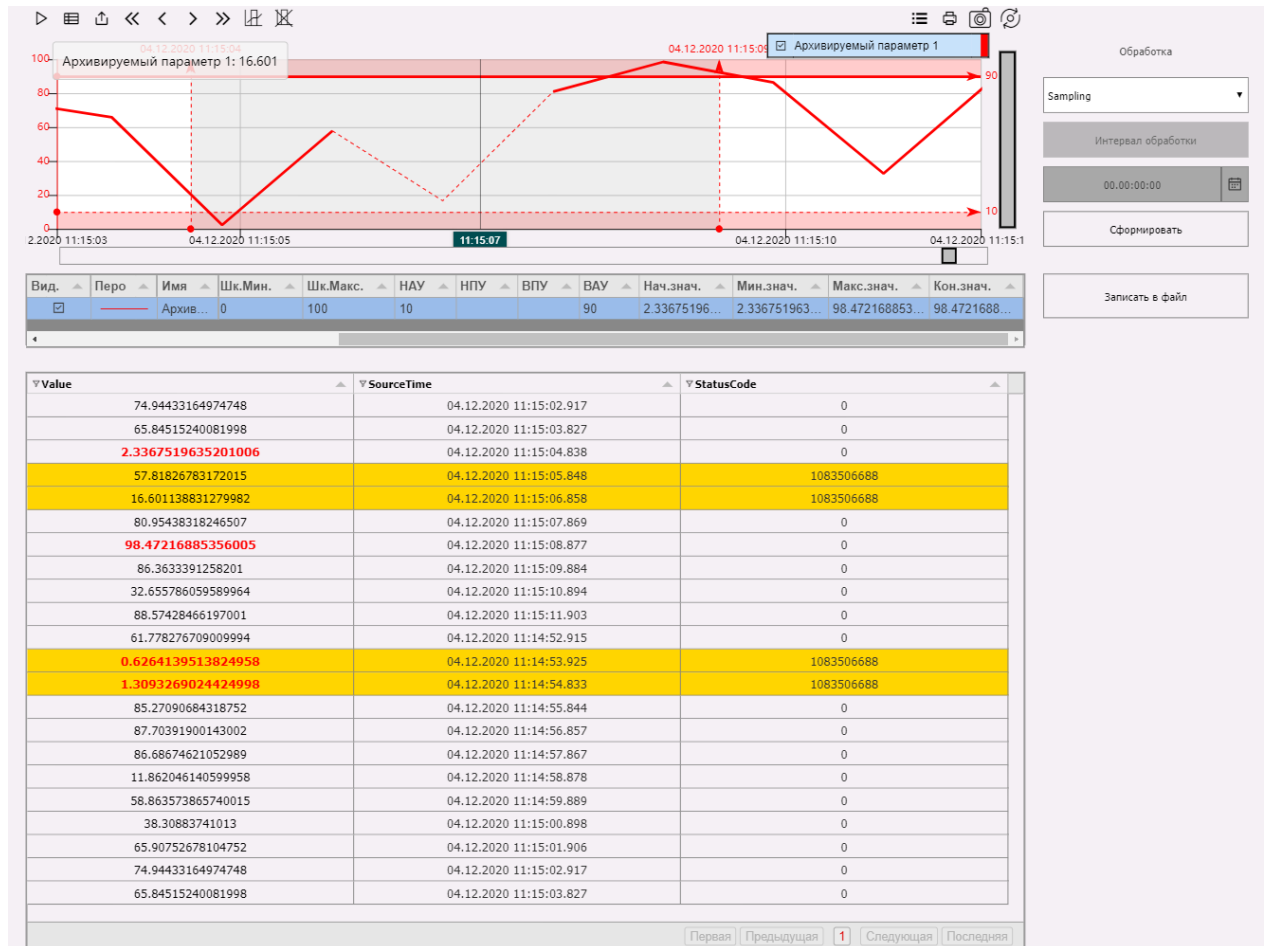 04.12.2020 11:15:04
Архивируемый параметр 1: 16.601
04.12.2020 11:15:09
Архивируемый параметр 1
100
80
60
40
20
0
90
10
2.2020 11:15:03
04.12.2020 11:15:05
11:15:07
04.12.2020 11:15:10
04.12.2020 11:15:1
Обработка
Sampling
Интервал обработки
00.00:00:00
Сформировать
Записать в файл
Вид. Перо Имя Шк.Мин. Шк.Макс. НАУ НПУ ВПУ ВАУ Нач.знач. Мин.знач. Макс.знач. Кон.знач.
Архив... 0 100 10 90 2.33675196... 2.336751963... 98.472168853... 98.4721688...
Value SourceTime StatusCode
74.94433164974748 04.12.2020 11:15:02.917 0
65.84515240081998 04.12.2020 11:15:03.827 0
2.3367519635201006 04.12.2020 11:15:04.838 0
57.81826783172015 04.12.2020 11:15:05.848 1083506688
16.601138831279982 04.12.2020 11:15:06.858 1083506688
80.95438318246507 04.12.2020 11:15:07.869 0
98.47216885356005 04.12.2020 11:15:08.877 0
86.3633391258201 04.12.2020 11:15:09.884 0
32.655786059589964 04.12.2020 11:15:10.894 0
88.57428466197001 04.12.2020 11:15:11.903 0
61.778276709009994 04.12.2020 11:14:52.915 0
0.6264139513824958 04.12.2020 11:14:53.925 1083506688
1.3093269024424998 04.12.2020 11:14:54.833 1083506688
85.27090684318752 04.12.2020 11:14:55.844 0
87.70391900143002 04.12.2020 11:14:56.857 0
86.68674621052989 04.12.2020 11:14:57.867 0
11.862046140599958 04.12.2020 11:14:58.878 0
58.863573865740015 04.12.2020 11:14:59.889 0
38.30883741013 04.12.2020 11:15:00.898 0
65.90752678104752 04.12.2020 11:15:01.906 0
74.94433164974748 04.12.2020 11:15:02.917 0
65.84515240081998 04.12.2020 11:15:03.827 0
Первая Предыдущая 1 Следующая Последняя